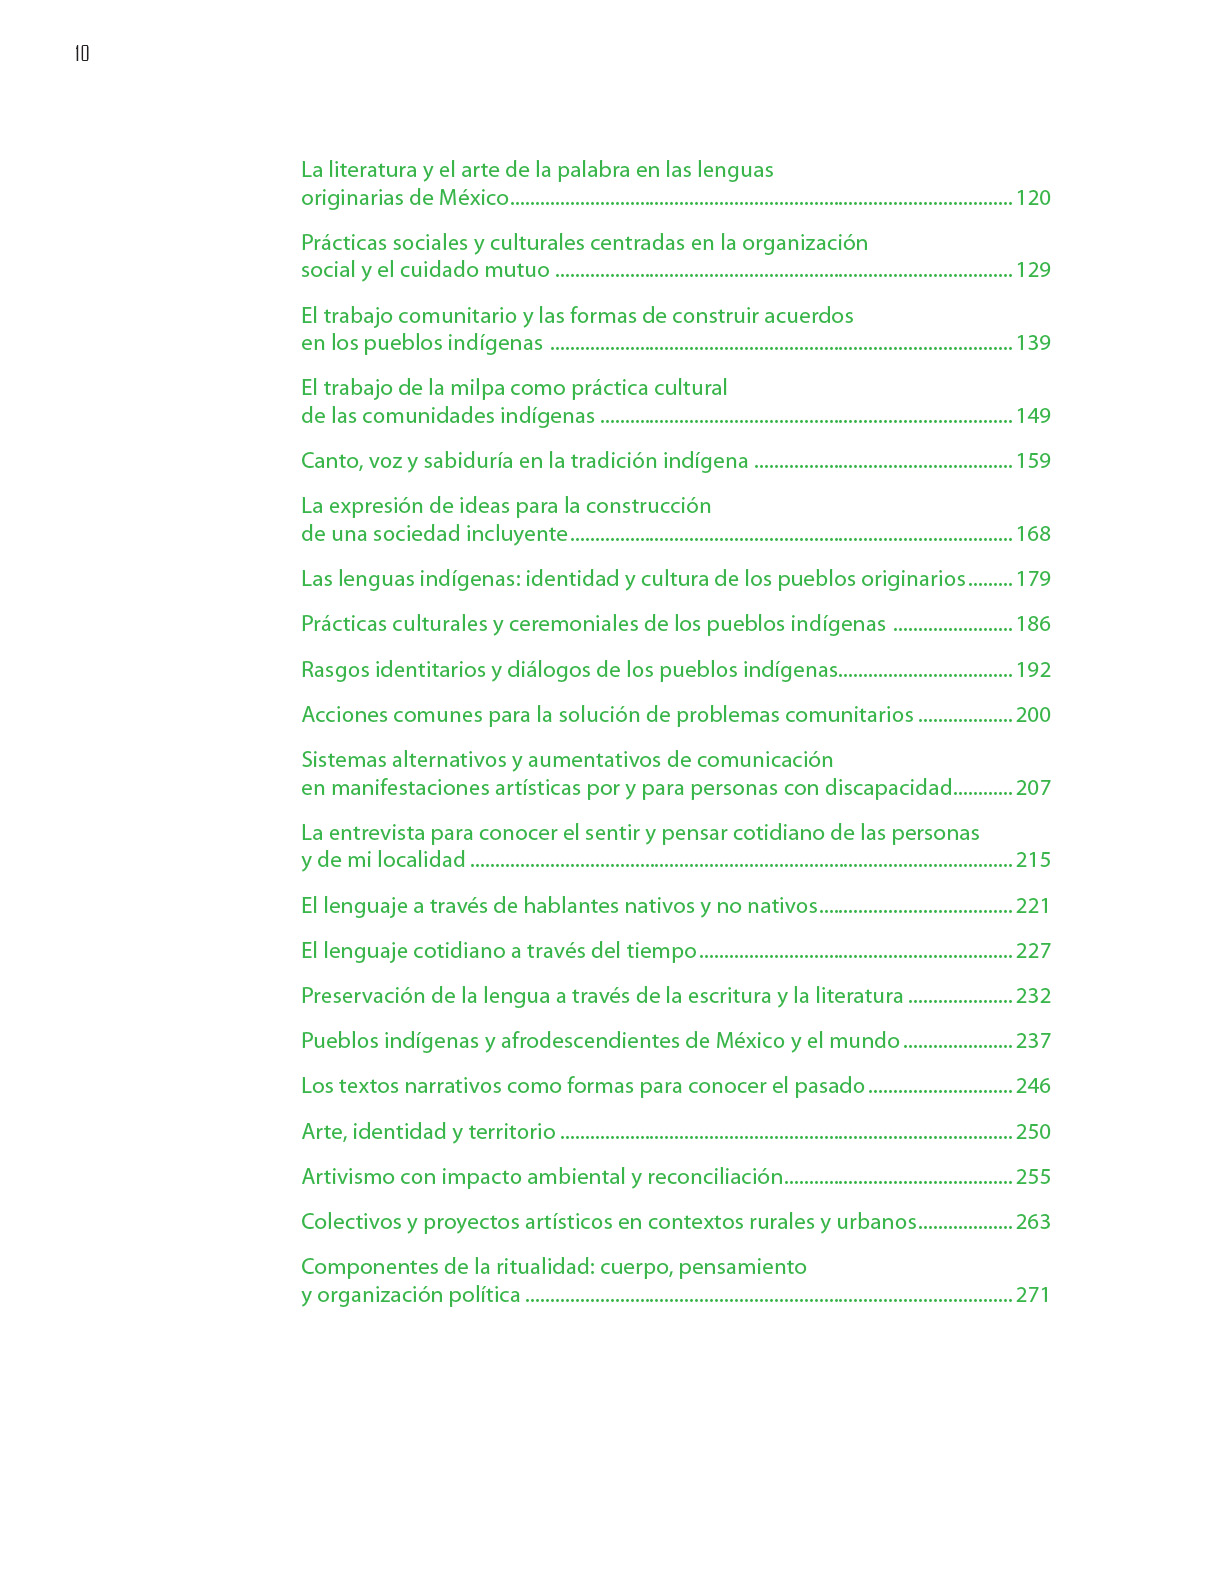 10
La literatura y el arte de la palabra en las lenguas
originarias de México.................................................................................................... 120
Prácticas sociales y culturales centradas en la organización
social y el cuidado mutuo ........................................................................................... 129
El trabajo comunitario y las formas de construir acuerdos
en los pueblos indígenas ............................................................................................ 139
El trabajo de la milpa como práctica cultural
de las comunidades indígenas .................................................................................. 149
Canto, voz y sabiduría en la tradición indígena .................................................... 159
La expresión de ideas para la construcción
de una sociedad incluyente........................................................................................ 168
Las lenguas indígenas: identidad y cultura de los pueblos originarios......... 179
Prácticas culturales y ceremoniales de los pueblos indígenas ........................ 186
Rasgos identitarios y diálogos de los pueblos indígenas................................... 192
Acciones comunes para la solución de problemas comunitarios ................... 200
Sistemas alternativos y aumentativos de comunicación
en manifestaciones artísticas por y para personas con discapacidad............ 207
La entrevista para conocer el sentir y pensar cotidiano de las personas
y de mi localidad ............................................................................................................ 215
El lenguaje a través de hablantes nativos y no nativos....................................... 221
El lenguaje cotidiano a través del tiempo............................................................... 227
Preservación de la lengua a través de la escritura y la literatura ..................... 232
Pueblos indígenas y afrodescendientes de México y el mundo...................... 237
Los textos narrativos como formas para conocer el pasado............................. 246
Arte, identidad y territorio .......................................................................................... 250
Artivismo con impacto ambiental y reconciliación.............................................. 255
Colectivos y proyectos artísticos en contextos rurales y urbanos................... 263
Componentes de la ritualidad: cuerpo, pensamiento
y organización política ................................................................................................. 271